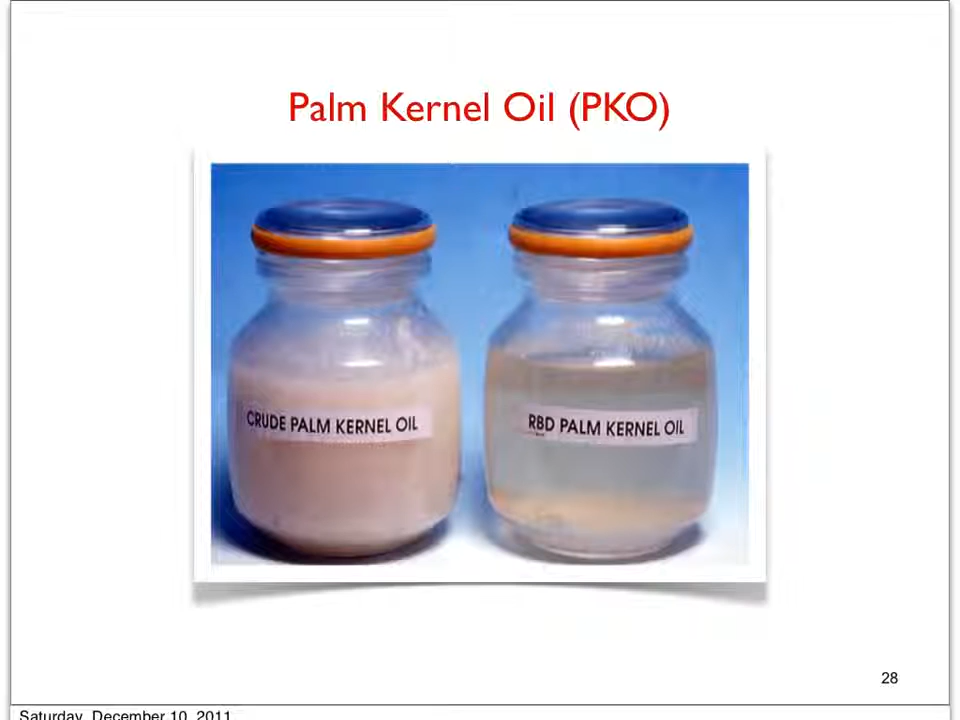 Palm Kernel Oil (PKO)
CRUDE PALM KERNEL OIL
RBD PALM KERNEL OIL
28
Saturday, December 10, 2011